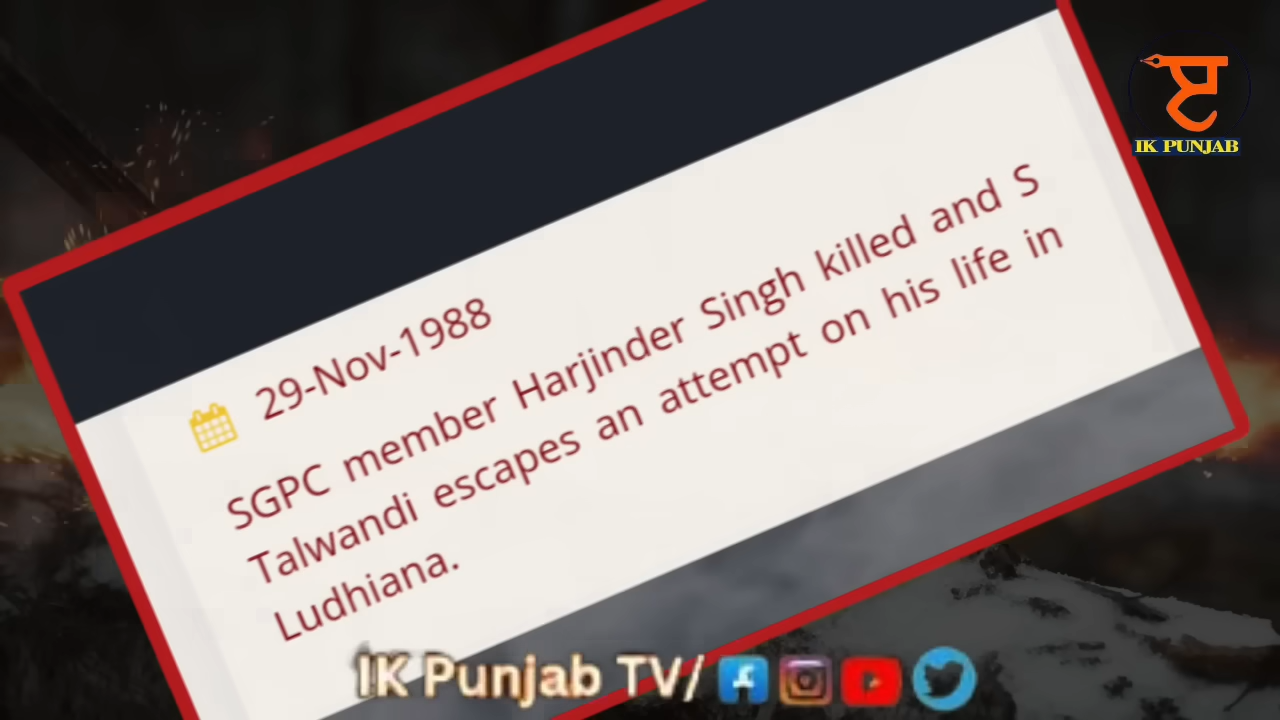 ੲ
IK PUNJAB
29-Nov-1988
SGPC member Harjinder Singh killed and S
Talwandi escapes an attempt on his life in
Ludhiana.
IK Punjab TV/